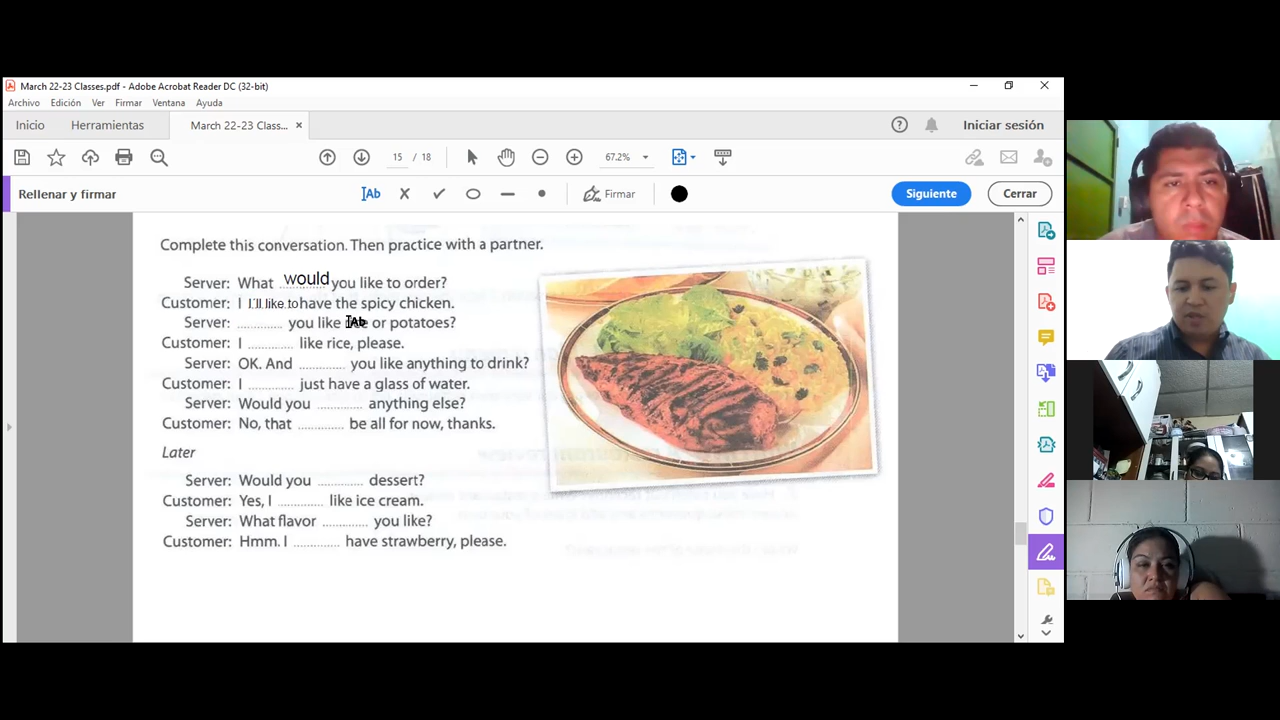 March 22-23 Classes.pdf - Adobe Acrobat Reader DC (32-bit)
Archivo Edición Ver Firmar Ventana Ayuda
Inicio Herramientas March 22-23 Class... × Iniciar sesión
15 / 18 67.2%
Rellenar y firmar Ab Firmar Siguiente Cerrar
Complete this conversation. Then practice with a partner.
Server: What would you like to order?
Customer: I I´ll like to have the spicy chicken.
Server: ............ you like Ab or potatoes?
Customer: I ............ like rice, please.
Server: OK. And ............ you like anything to drink?
Customer: I ............ just have a glass of water.
Server: Would you ............ anything else?
Customer: No, that ............ be all for now, thanks.
Later
Server: Would you ............ dessert?
Customer: Yes, I ............ like ice cream.
Server: What flavor ............ you like?
Customer: Hmm. I ............ have strawberry, please.